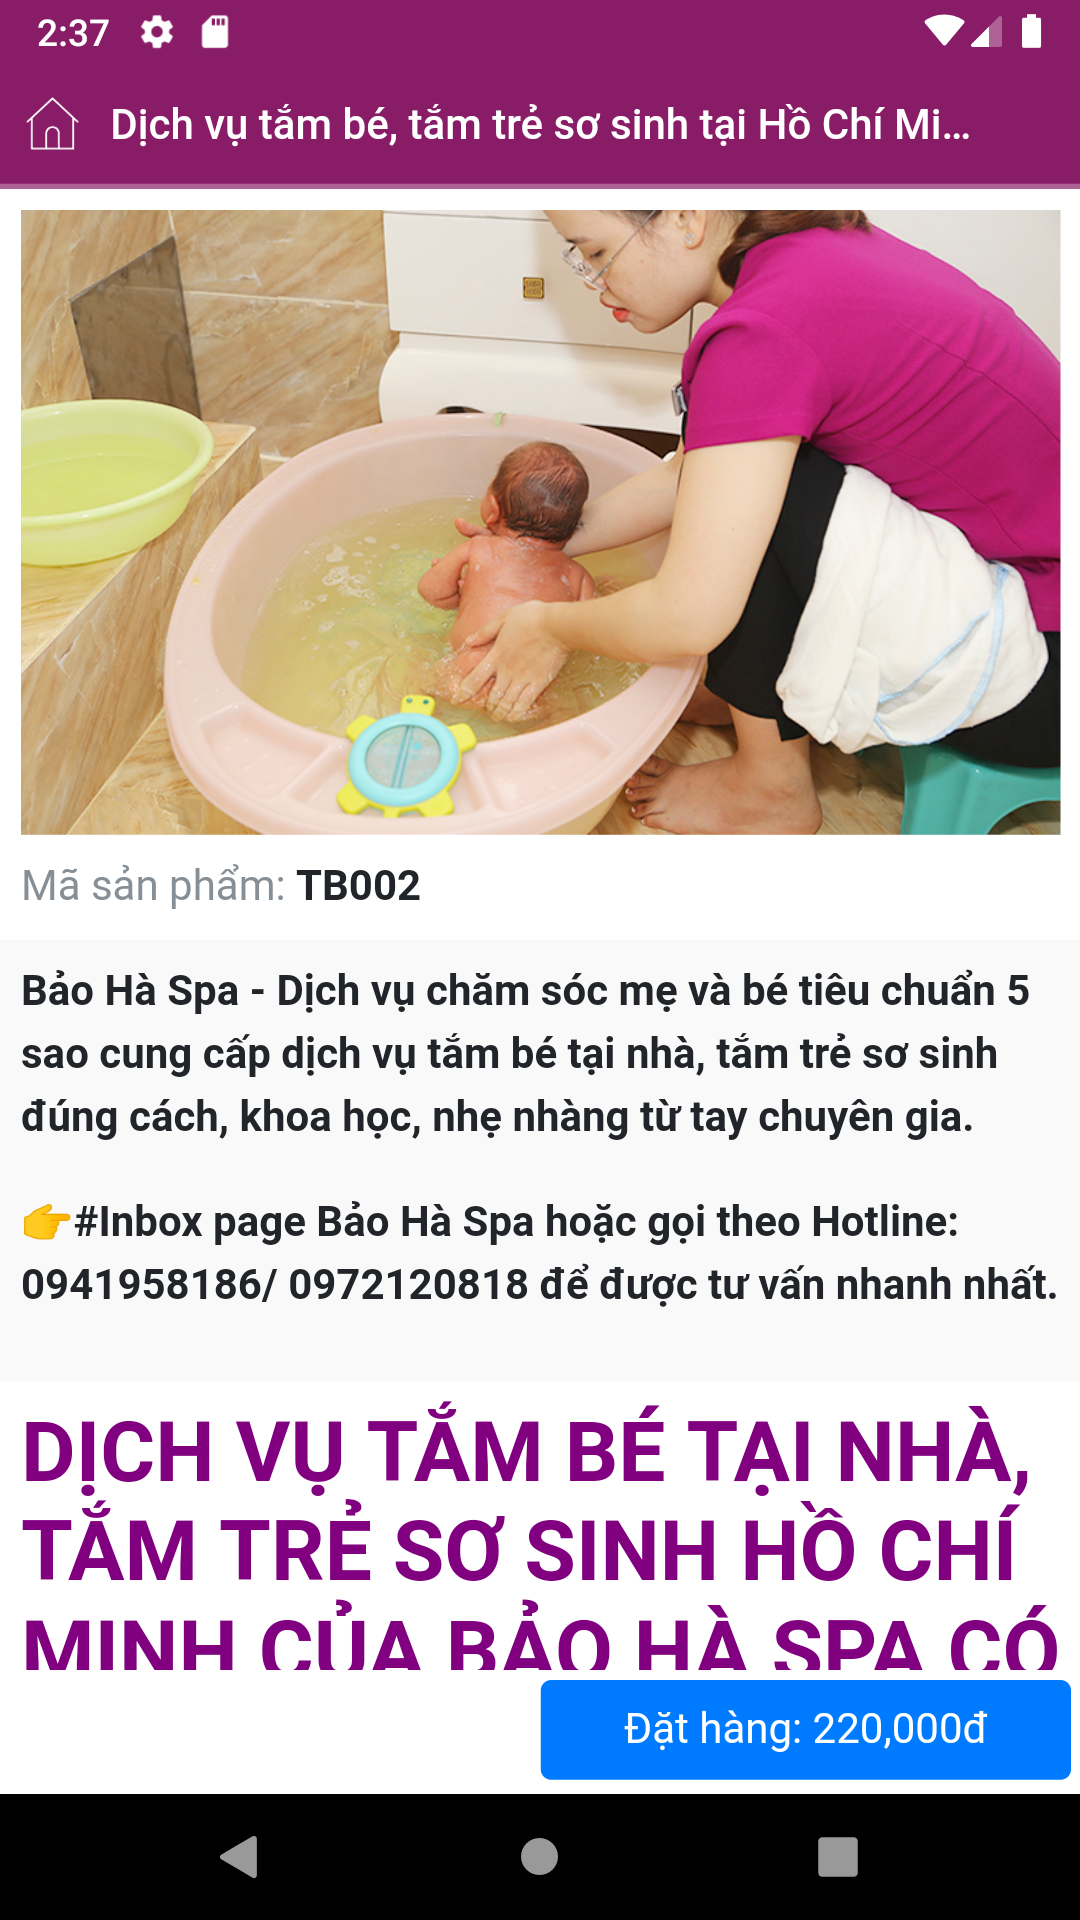 2:37
Dịch vụ tắm bé, tắm trẻ sơ sinh tại Hồ Chí Mi...
Mã sản phẩm: TB002
Bảo Hà Spa - Dịch vụ chăm sóc mẹ và bé tiêu chuẩn 5
sao cung cấp dịch vụ tắm bé tại nhà, tắm trẻ sơ sinh
đúng cách, khoa học, nhẹ nhàng từ tay chuyên gia.
👉#Inbox page Bảo Hà Spa hoặc gọi theo Hotline:
0941958186/ 0972120818 để được tư vấn nhanh nhất.
DỊCH VỤ TẮM BÉ TẠI NHÀ,
TẮM TRẺ SƠ SINH HỒ CHÍ
MINH CỦA BẢO HÀ SPA CÓ
Đặt hàng: 220,000đ